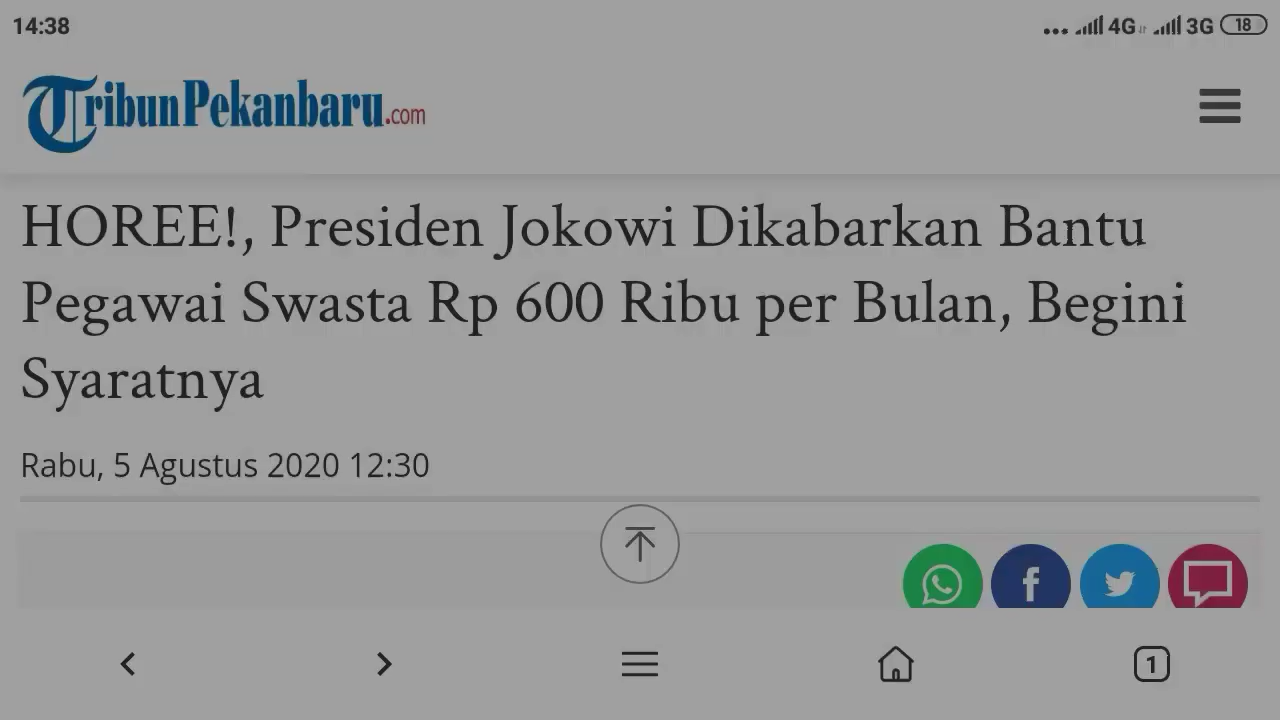 14:38
4G 3G 18
TribunPekanbaru.com
HOREE!, Presiden Jokowi Dikabarkan Bantu
Pegawai Swasta Rp 600 Ribu per Bulan, Begini
Syaratnya
Rabu, 5 Agustus 2020 12:30
f
1